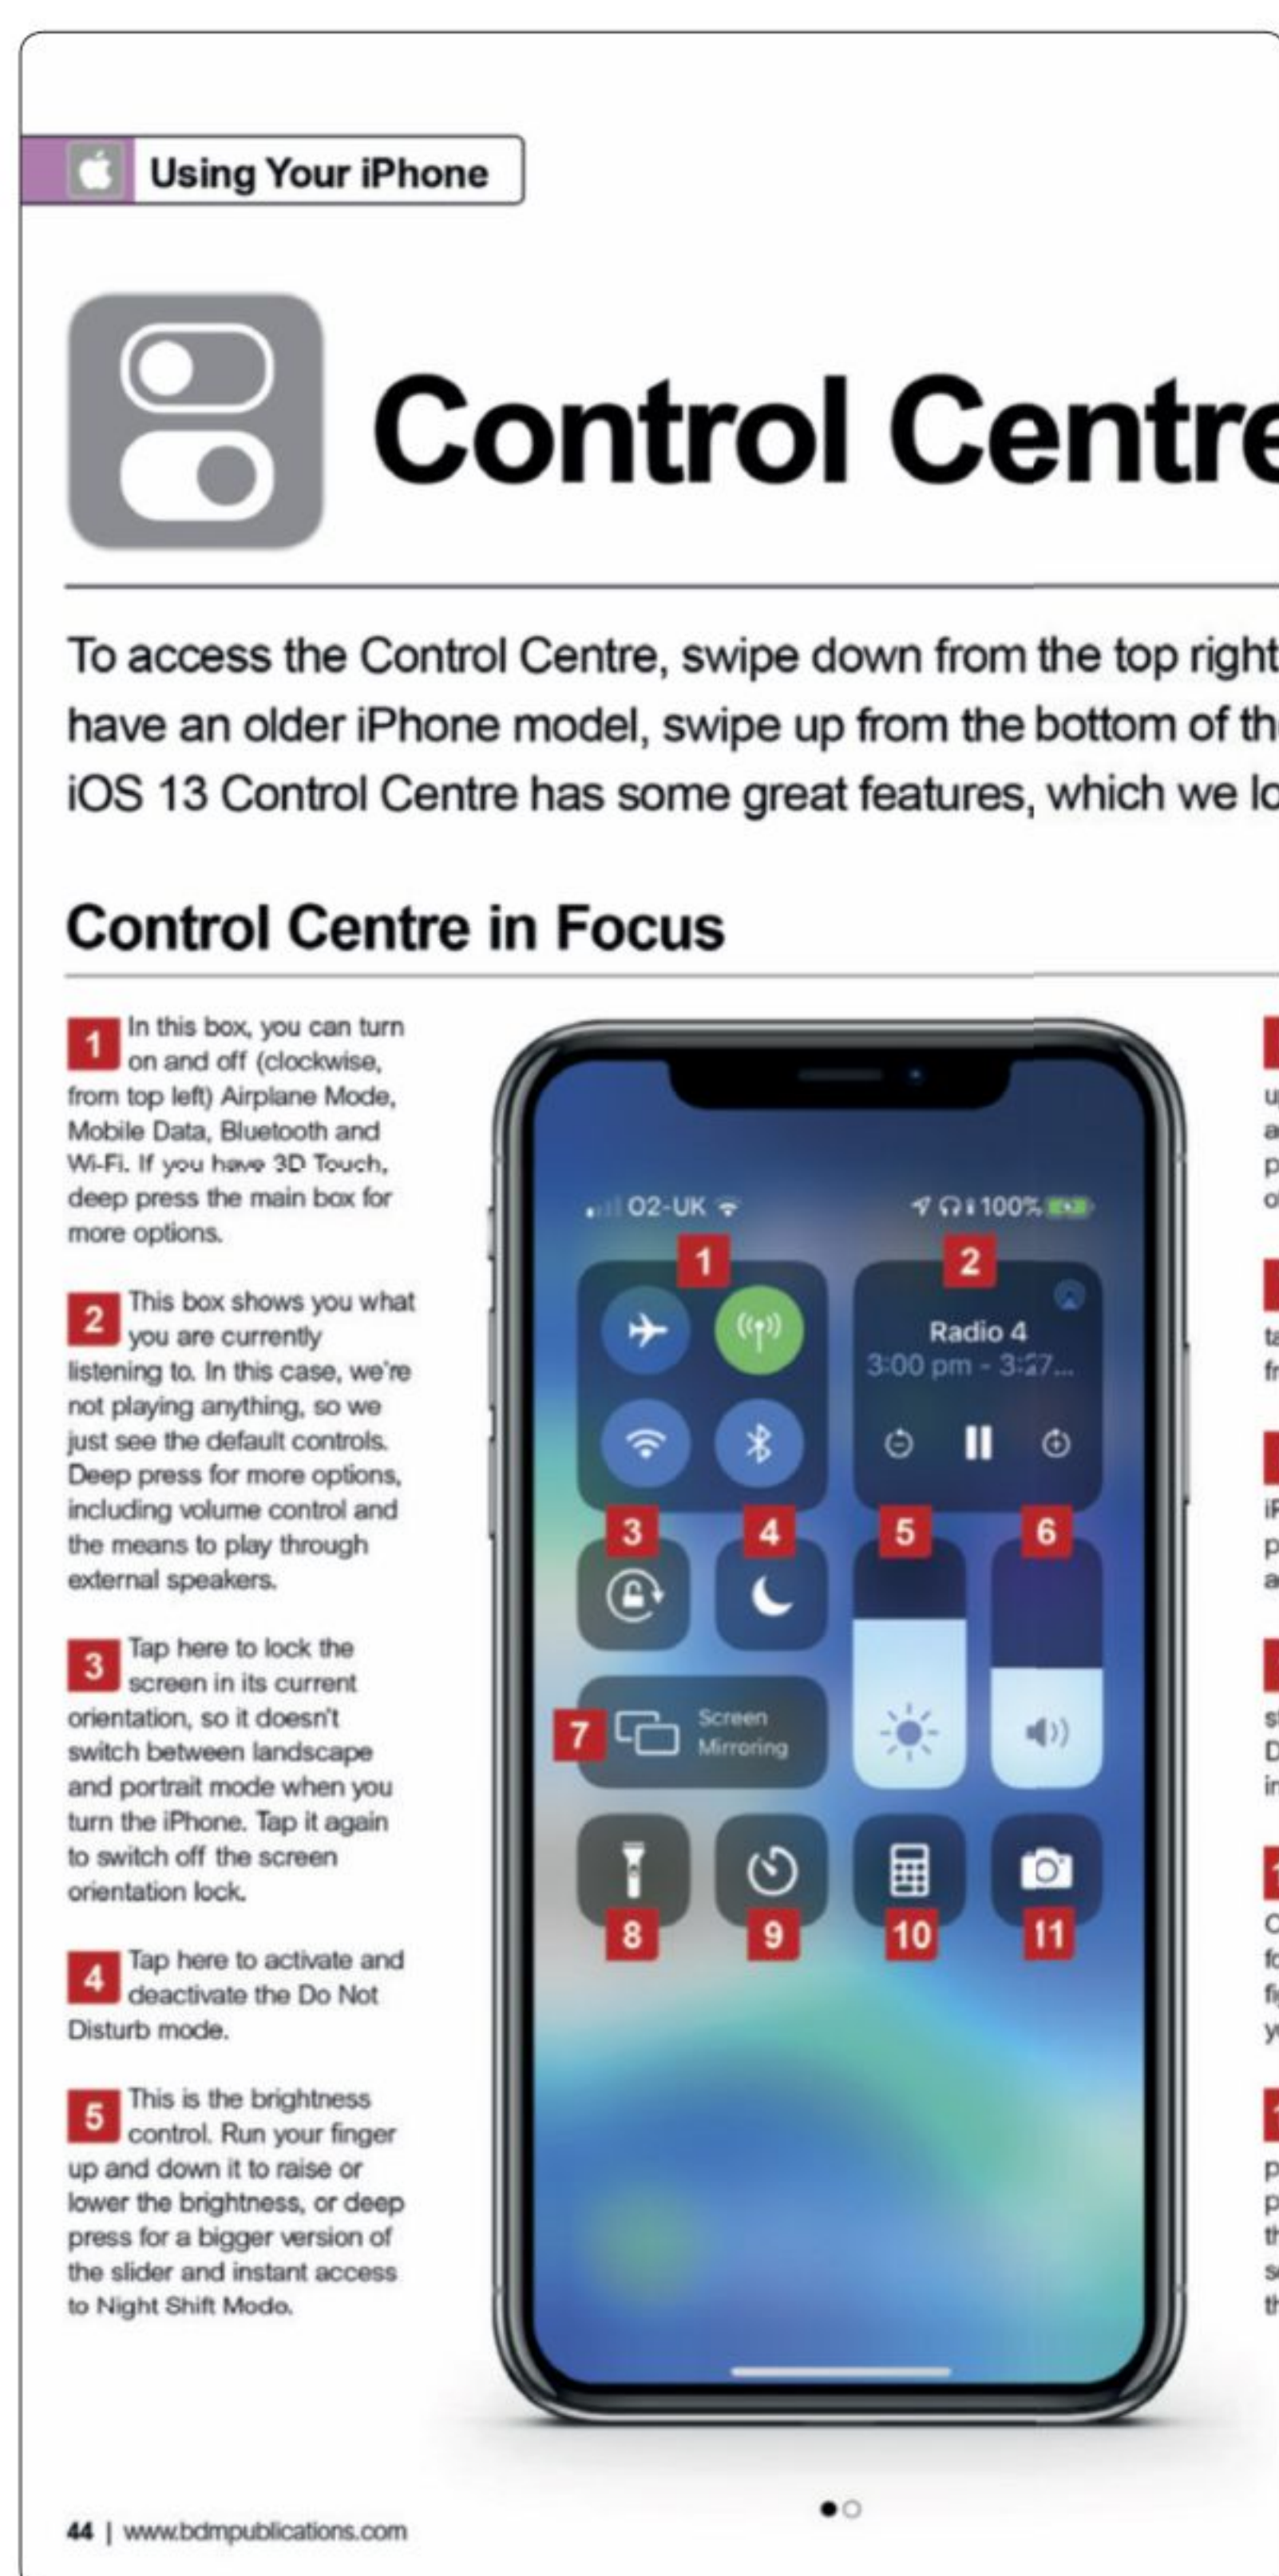 Using Your iPhone
Control Centre
To access the Control Centre, swipe down from the top right
have an older iPhone model, swipe up from the bottom of
iOS 13 Control Centre has some great features, which we
Control Centre in Focus
1 In this box, you can turn
on and off (clockwise,
from top left) Airplane Mode,
Mobile Data, Bluetooth and
Wi-Fi. If you have 3D Touch,
deep press the main box for
more options.
2 This box shows you what
you are currently
listening to. In this case, we're
not playing anything, so we
just see the default controls.
Deep press for more options,
including volume control and
the means to play through
external speakers.
3 Tap here to lock the
screen in its current
orientation, so it doesn't
switch between landscape
and portrait mode when you
turn the iPhone. Tap it again
to switch off the screen
orientation lock.
4 Tap here to activate and
deactivate the Do Not
Disturb mode.
5 This is the brightness
control. Run your finger
up and down it to raise or
lower the brightness, or deep
press for a bigger version of
the slider and instant access
to Night Shift Mode.
O2-UK 100%
1 2
Radio 4
3:00 pm - 3:27...
3 4 5 6
7 Screen
Mirroring
8 9 10 11
44 | www.bdmpublications.com